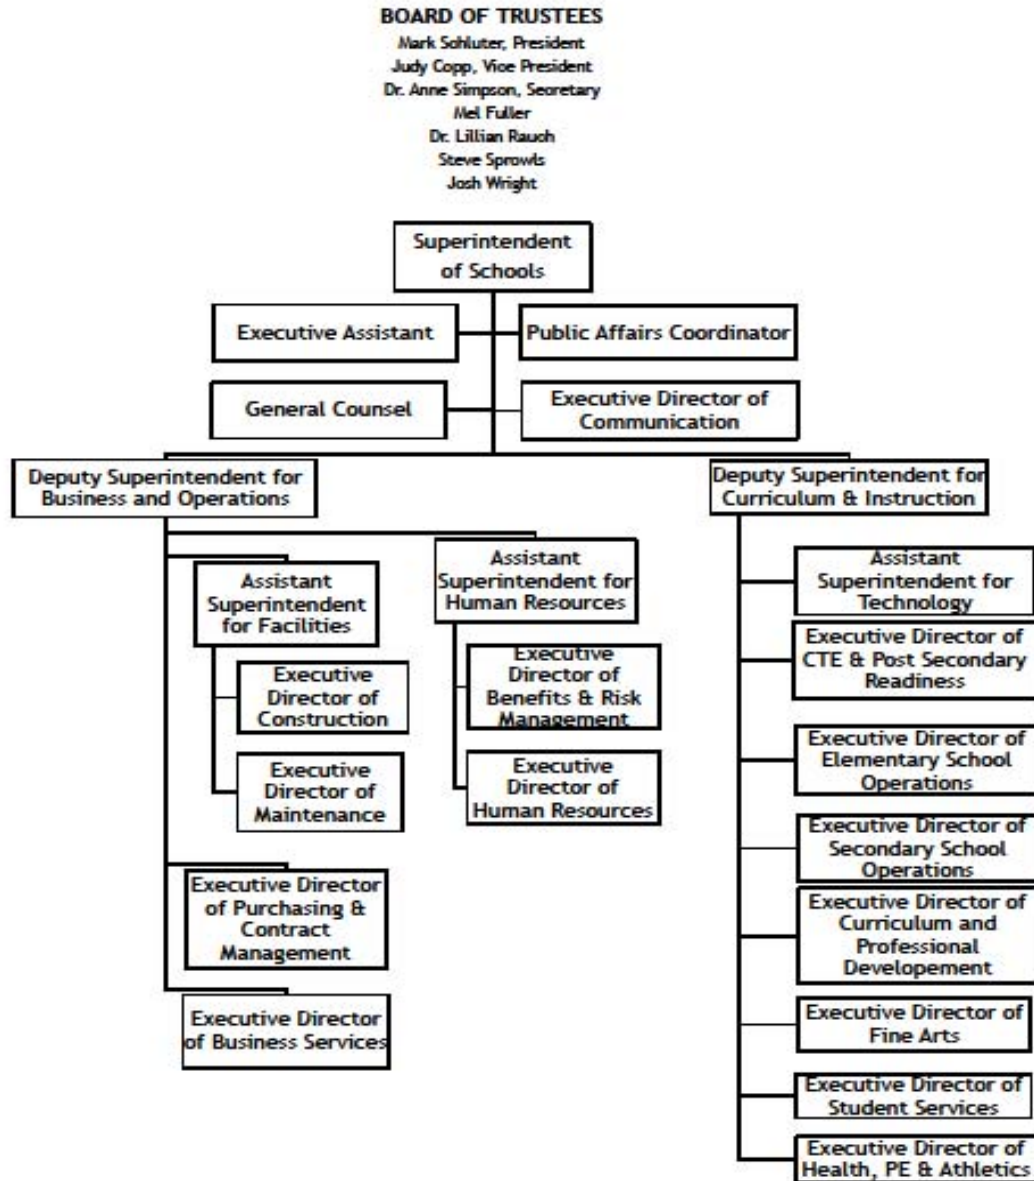 BOARD OF TRUSTEES
Mark Sohluter, President
Judy Copp, Vice President
Dr. Anne Simpson, Secretary
Mel Fuller
Dr. Lillian Rauch
Steve Sprowls
Josh Wright
Superintendent
of Schools
Executive Assistant
Public Affairs Coordinator
General Counsel
Executive Director of
Communication
Deputy Superintendent for
Business and Operations
Deputy Superintendent for
Curriculum & Instruction
Assistant
Superintendent
for Facilities
Executive
Director of
Construction
Executive
Director of
Maintenance
Assistant
Superintendent for
Human Resources
Executive
Director of
Benefits & Risk
Management
Executive
Director of
Human Resources
Executive Director
of Purchasing &
Contract
Management
Executive Director
of Business Services
Assistant
Superintendent for
Technology
Executive Director of
CTE & Post Secondary
Readiness
Executive Director of
Elementary School
Operations
Executive Director of
Secondary School
Operations
Executive Director of
Curriculum and
Professional
Developement
Executive Director of
Fine Arts
Executive Director of
Student Services
Executive Director of
Health, PE & Athletics